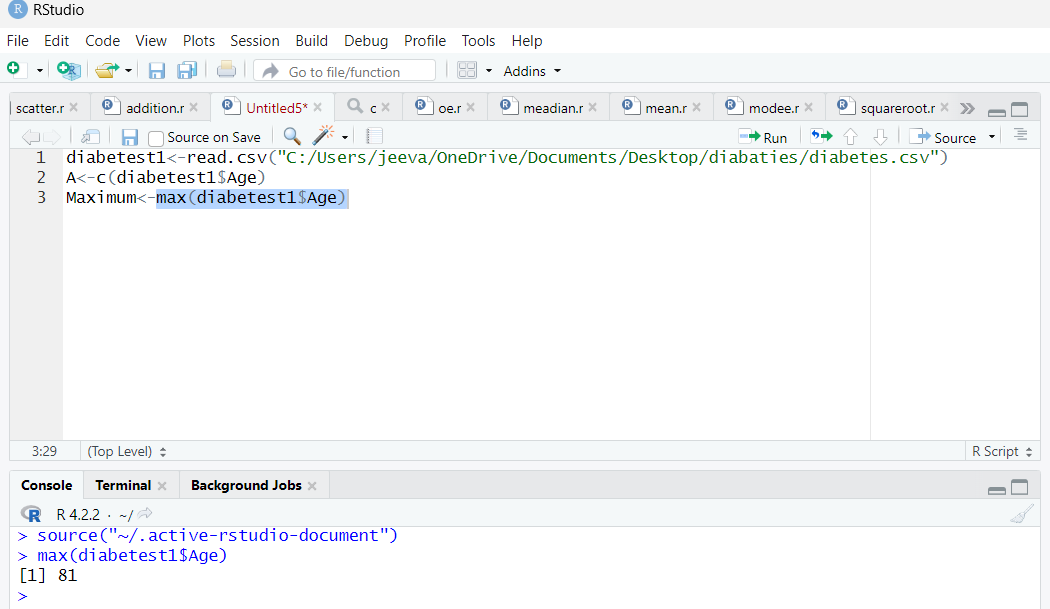 R RStudio
File Edit Code View Plots Session Build Debug Profile Tools Help
Go to file/function Addins
scatter.r addition.r Untitled5* c oe.r meadian.r mean.r modee.r squareroot.r
Source on Save Run Source
1 diabetest1<-read.csv("C:/Users/jeeva/OneDrive/Documents/Desktop/diabaties/diabetes.csv")
2 A<-c(diabetest1$Age)
3 Maximum<-max(diabetest1$Age)
3:29 (Top Level) R Script
Console Terminal Background Jobs
R R 4.2.2 · ~/
> source("~/.active-rstudio-document")
> max(diabetest1$Age)
[1] 81
>